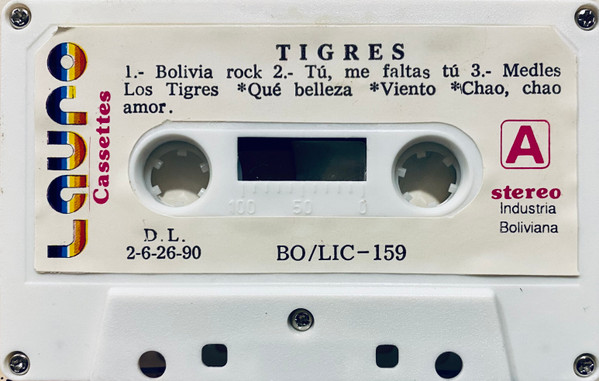 TIGRES
1.- Bolivia rock 2.- Tú, me faltas tú 3.- Medles
Los Tigres *Qué belleza *Viento *Chao, chao
amor.
Lauro
Cassettes
A
stereo
Industria
Boliviana
100 50 0
D.L.
2-6-26-90
BO/LIC-159